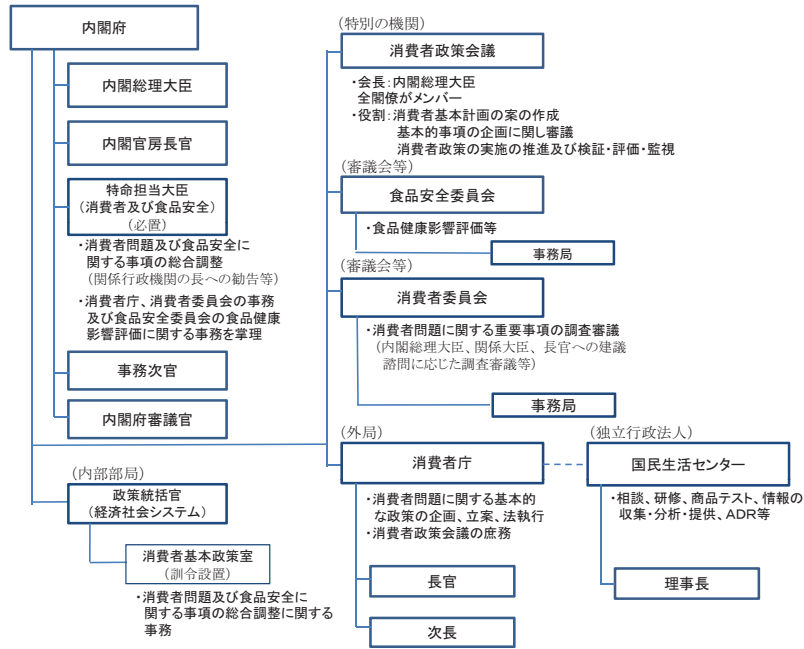 内閣府
内閣総理大臣
内閣官房長官
特命担当大臣
(消費者及び食品安全)
(必置)
・消費者問題及び食品安全に
関する事項の総合調整
(関係行政機関の長への勧告等)
・消費者庁、消費者委員会の事務
及び食品安全委員会の食品健康
影響評価に関する事務を掌理
事務次官
内閣府審議官
(内部部局)
政策統括官
(経済社会システム)
消費者基本政策室
(訓令設置)
・消費者問題及び食品安全に
関する事項の総合調整に関する
事務
(特別の機関)
消費者政策会議
・会長:内閣総理大臣
全閣僚がメンバー
・役割:消費者基本計画の案の作成
基本的事項の企画に関し審議
消費者政策の実施の推進及び検証・評価・監視
(審議会等)
食品安全委員会
・食品健康影響評価等
事務局
(審議会等)
消費者委員会
・消費者問題に関する重要事項の調査審議
(内閣総理大臣、関係大臣、長官への建議
諮問に応じた調査審議等)
事務局
(外局)
消費者庁
・消費者問題に関する基本的
な政策の企画、立案、法執行
・消費者政策会議の庶務
長官
次長
(独立行政法人)
国民生活センター
・相談、研修、商品テスト、情報の
収集・分析・提供、ADR等
理事長